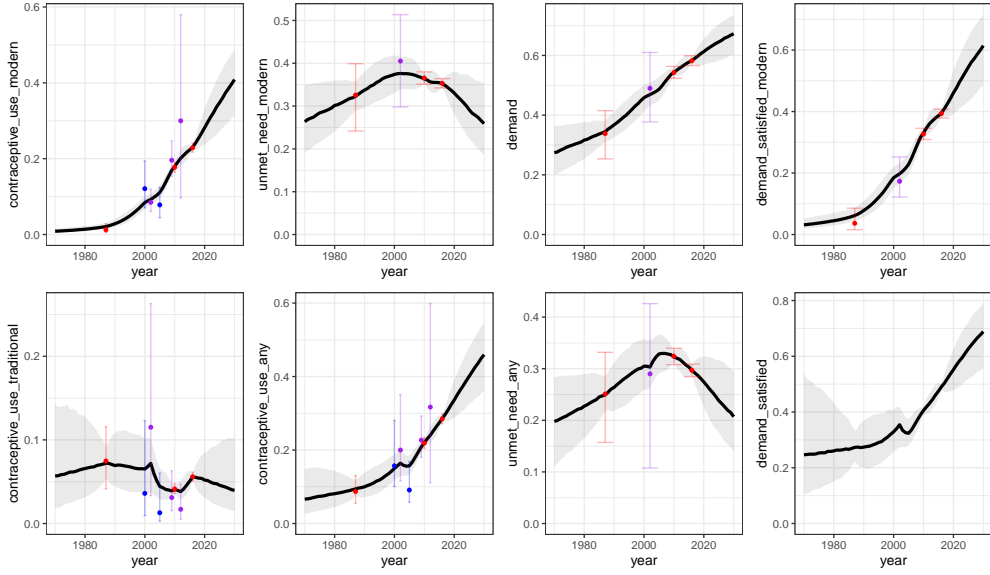 contraceptive_use_modern
0.6
0.4
0.2
0.0
1980 2000 2020
year
unmet_need_modern
0.5
0.4
0.3
0.2
0.1
0.0
1980 2000 2020
year
demand
0.6
0.4
0.2
0.0
1980 2000 2020
year
demand_satisfied_modern
0.6
0.4
0.2
0.0
1980 2000 2020
year
contraceptive_use_traditional
0.2
0.1
0.0
1980 2000 2020
year
contraceptive_use_any
0.6
0.4
0.2
0.0
1980 2000 2020
year
unmet_need_any
0.4
0.3
0.2
0.1
0.0
1980 2000 2020
year
demand_satisfied
0.8
0.6
0.4
0.2
0.0
1980 2000 2020
year